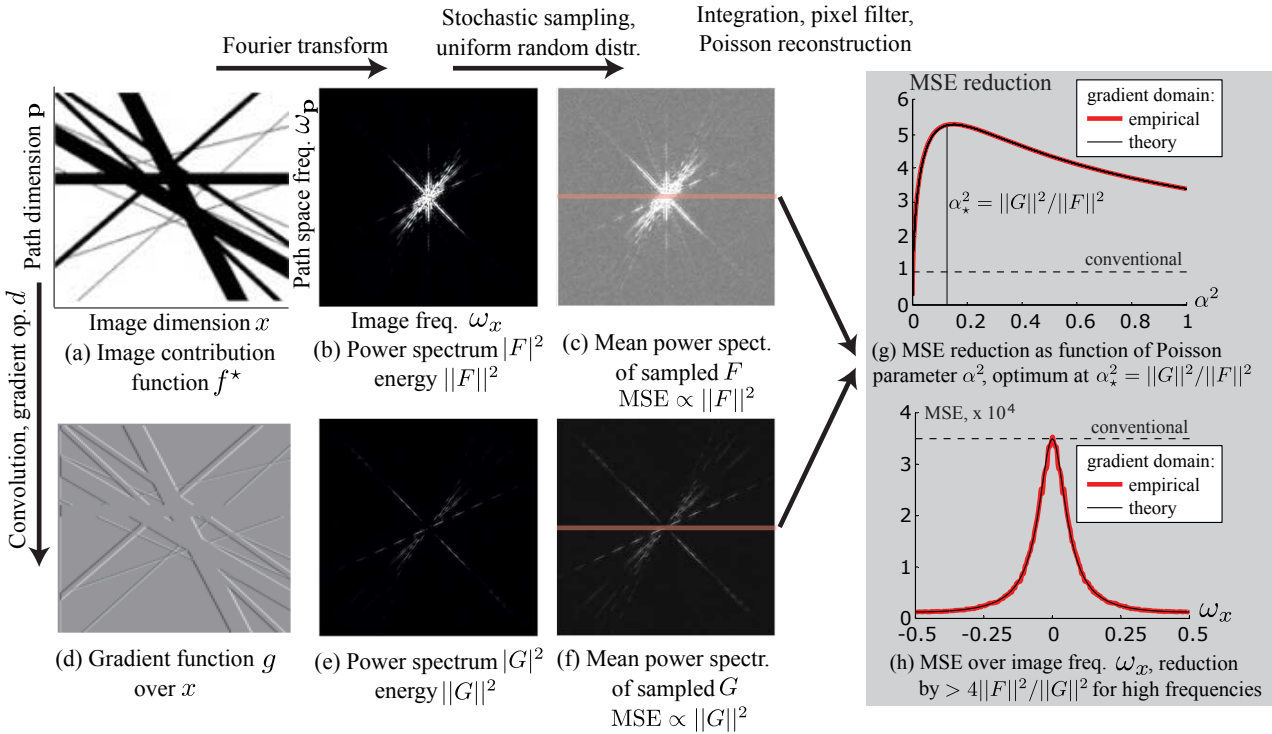 Fourier transform
Stochastic sampling,
uniform random distr.
Integration, pixel filter,
Poisson reconstruction
Path dimension p
Image dimension x
(a) Image contribution
function f⋆
Path space freq. ω_p
Image freq. ω_x
(b) Power spectrum |F|²
energy ||F||²
(c) Mean power spect.
of sampled F
MSE ∝ ||F||²
Convolution, gradient op. d
(d) Gradient function g
over x
(e) Power spectrum |G|²
energy ||G||²
(f) Mean power spectr.
of sampled G
MSE ∝ ||G||²
MSE reduction
6
5
4
3
2
1
0
gradient domain:
empirical
theory
α⋆² = ||G||²/||F||²
conventional
0 0.2 0.4 0.6 0.8 1
α²
(g) MSE reduction as function of Poisson
parameter α², optimum at α⋆² = ||G||²/||F||²
MSE, x 10⁴
4
3
2
1
0
conventional
gradient domain:
empirical
theory
ω_x
-0.5 -0.25 0 0.25 0.5
(h) MSE over image freq. ω_x, reduction
by > 4||F||²/||G||² for high frequencies